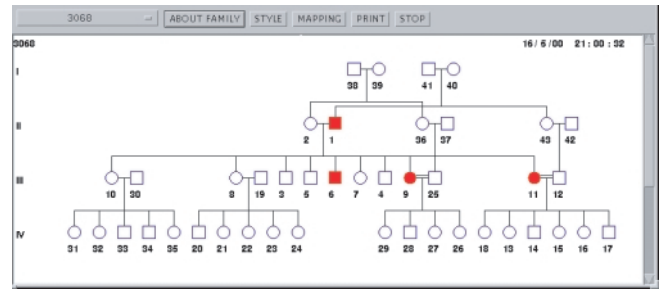 3068 ABOUT FAMILY STYLE MAPPING PRINT STOP
3068 16/ 6 /00 21 : 00 : 32
I
38 39 41 40
II
2 1 36 37 43 42
III
10 30 8 19 3 5 6 7 4 9 25 11 12
IV
31 32 33 34 35 20 21 22 23 24 29 28 27 26 18 13 14 15 16 17